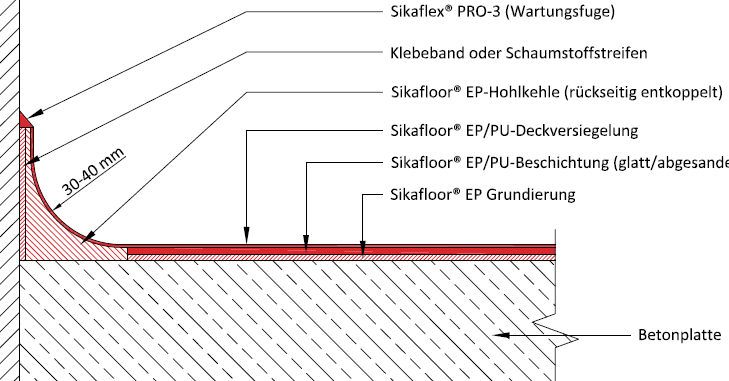 Sikaflex® PRO-3 (Wartungsfuge)
Klebeband oder Schaumstoffstreifen
Sikafloor® EP-Hohlkehle (rückseitig entkoppelt)
Sikafloor® EP/PU-Deckversiegelung
30-40 mm
Sikafloor® EP/PU-Beschichtung (glatt/abgesande
Sikafloor® EP Grundierung
Betonplatte